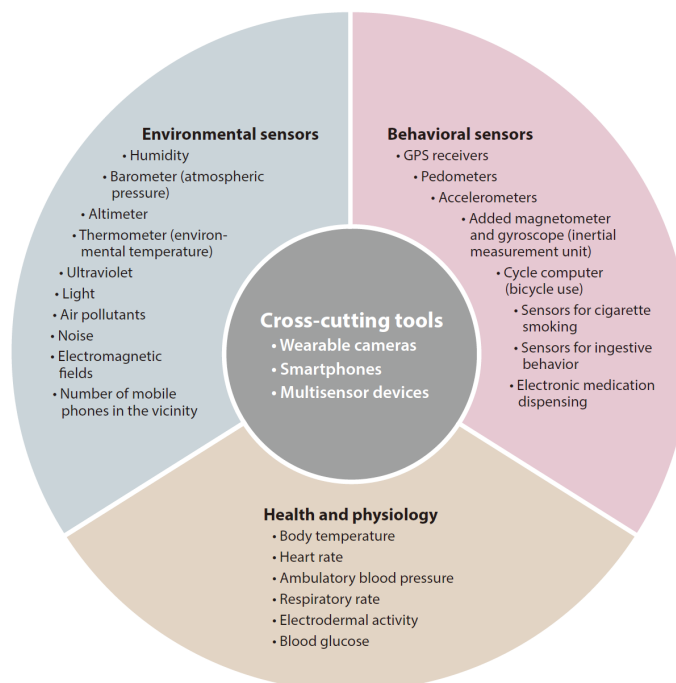 Environmental sensors
• Humidity
• Barometer (atmospheric
pressure)
• Altimeter
• Thermometer (environ-
mental temperature)
• Ultraviolet
• Light
• Air pollutants
• Noise
• Electromagnetic
fields
• Number of mobile
phones in the vicinity
Behavioral sensors
• GPS receivers
• Pedometers
• Accelerometers
• Added magnetometer
and gyroscope (inertial
measurement unit)
• Cycle computer
(bicycle use)
• Sensors for cigarette
smoking
• Sensors for ingestive
behavior
• Electronic medication
dispensing
Cross-cutting tools
• Wearable cameras
• Smartphones
• Multisensor devices
Health and physiology
• Body temperature
• Heart rate
• Ambulatory blood pressure
• Respiratory rate
• Electrodermal activity
• Blood glucose